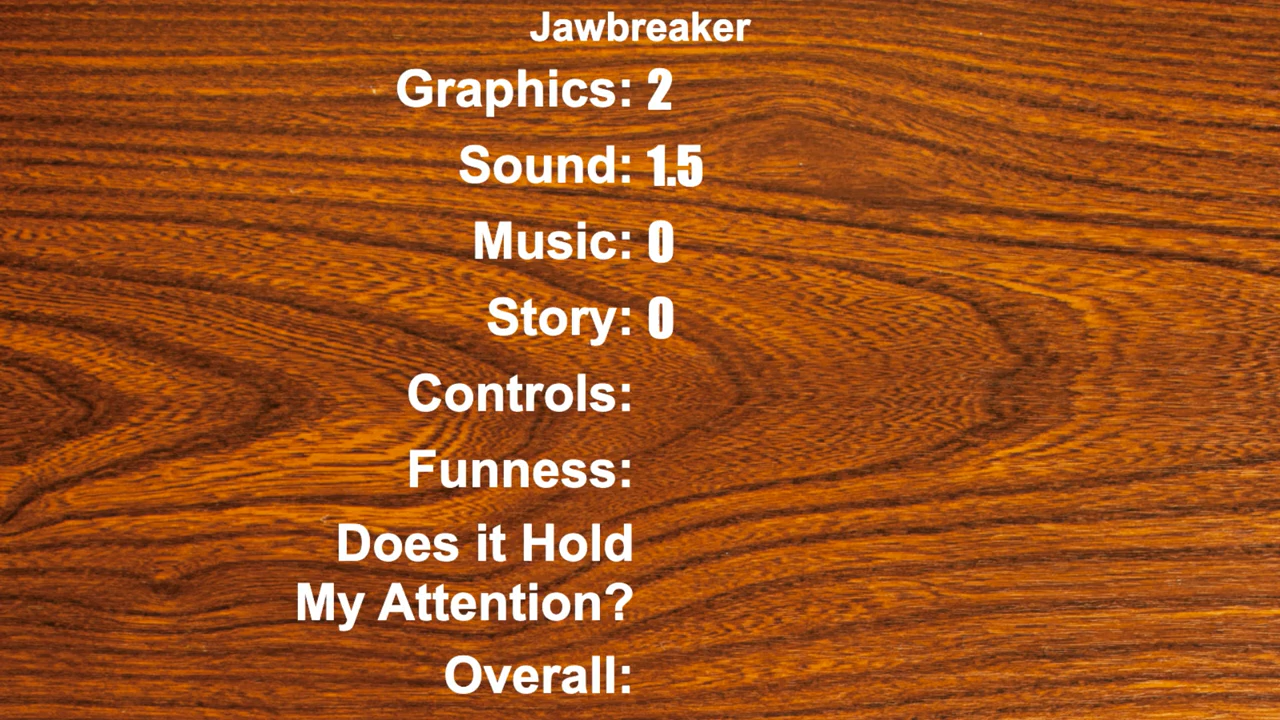 Jawbreaker
Graphics: 2
Sound: 1.5
Music: 0
Story: 0
Controls:
Funness:
Does it Hold
My Attention?
Overall: